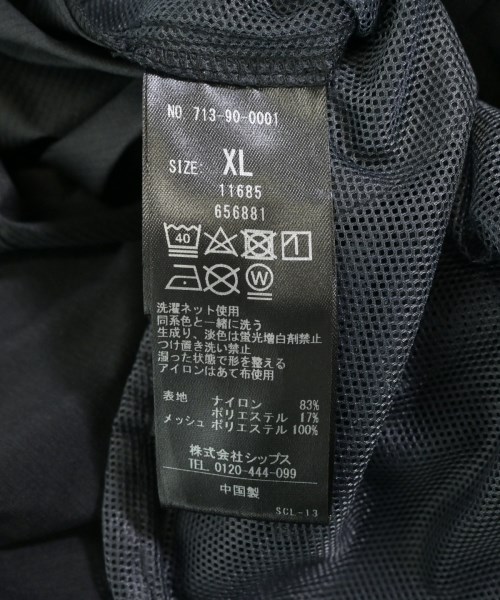 NO. 713-90-0001
SIZE: XL
11685
656881
40
W
洗濯ネット使用
同系色と一緒に洗う
生成り、淡色は蛍光増白剤禁止
つけ置き洗い禁止
湿った状態で形を整える
アイロンはあて布使用
表地 ナイロン 83%
ポリエステル 17%
メッシュ ポリエステル 100%
株式会社シップス
TEL 0120-444-099
中国製
SCL-13